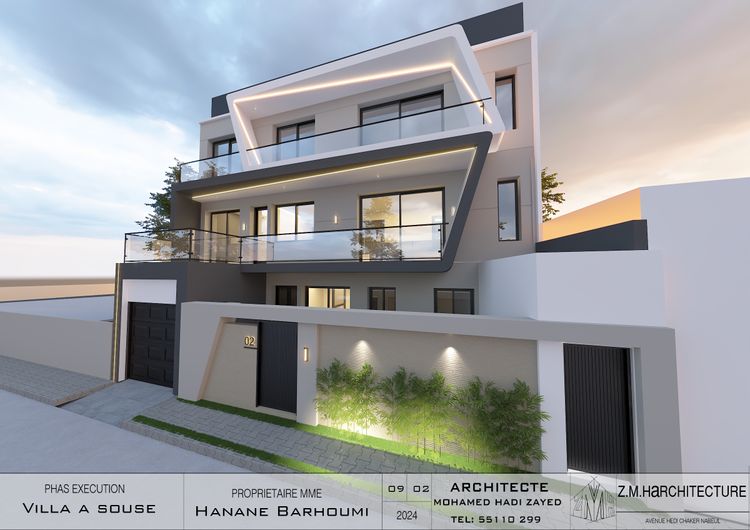 02
PHAS EXECUTION
VILLA A SOUSE
PROPRIETAIRE MME
HANANE BARHOUMI
09 02
2024
ARCHITECTE
MOHAMED HADI ZAYED
TEL: 55110 299
Z.M.HARCHITECTURE
AVENUE HEDI CHAKER NABEUL